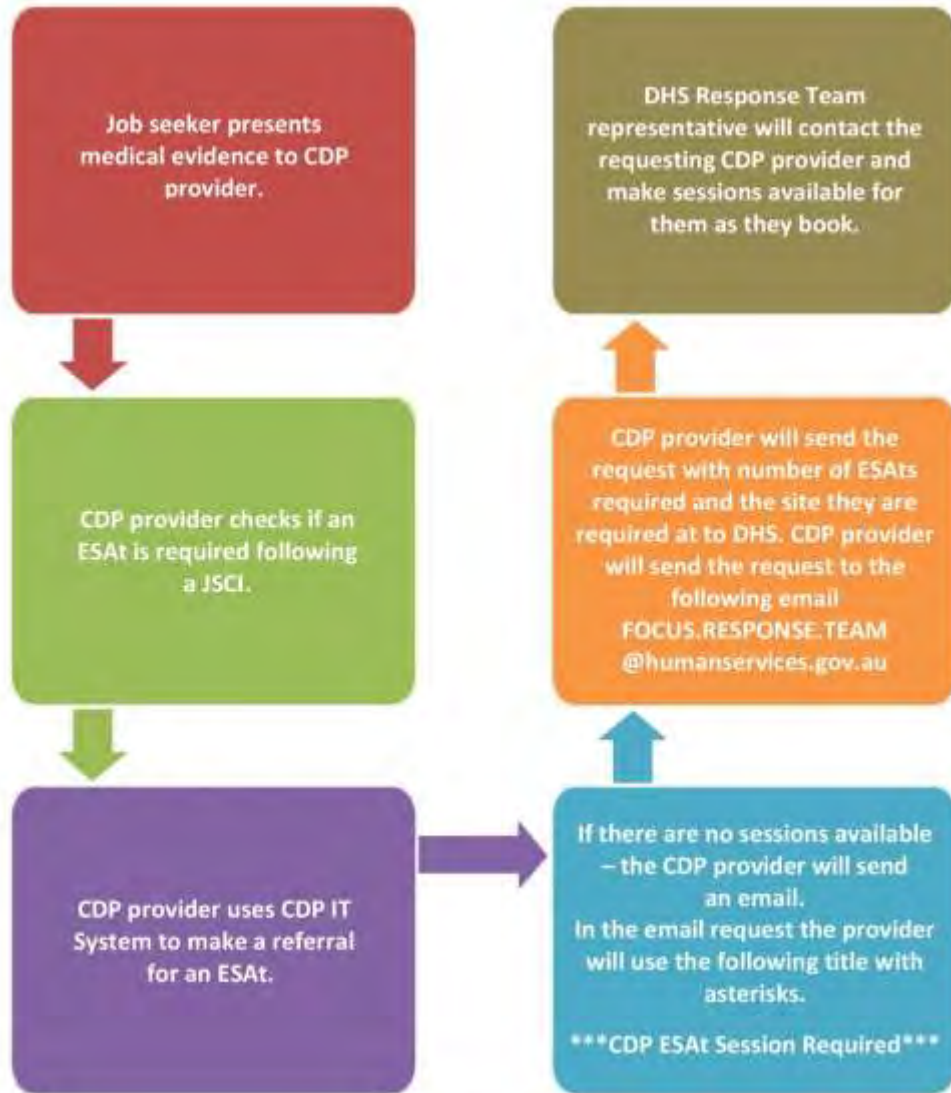 Job seeker presents
medical evidence to CDP
provider.
CDP provider checks if an
ESAt is required following
a JSCI.
CDP provider uses CDP IT
System to make a referral
for an ESAt.
If there are no sessions available
– the CDP provider will send
an email.
In the email request the provider
will use the following title with
asterisks.
***CDP ESAt Session Required***
CDP provider will send the
request with number of ESAts
required and the site they are
required at to DHS. CDP provider
will send the request to the
following email
FOCUS.RESPONSE.TEAM
@humanservices.gov.au
DHS Response Team
representative will contact the
requesting CDP provider and
make sessions available for
them as they book.